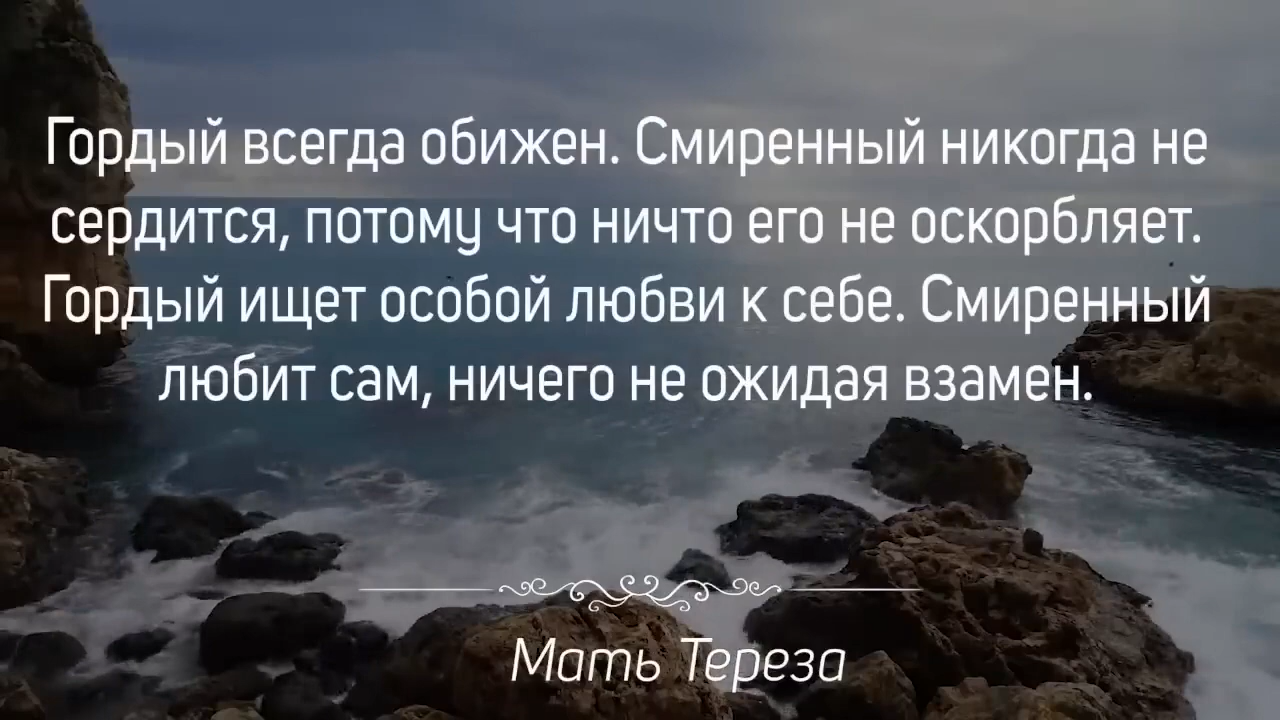 Гордый всегда обижен. Смиренный никогда не
сердится, потому что ничто его не оскорбляет.
Гордый ищет особой любви к себе. Смиренный
любит сам, ничего не ожидая взамен.
Мать Тереза